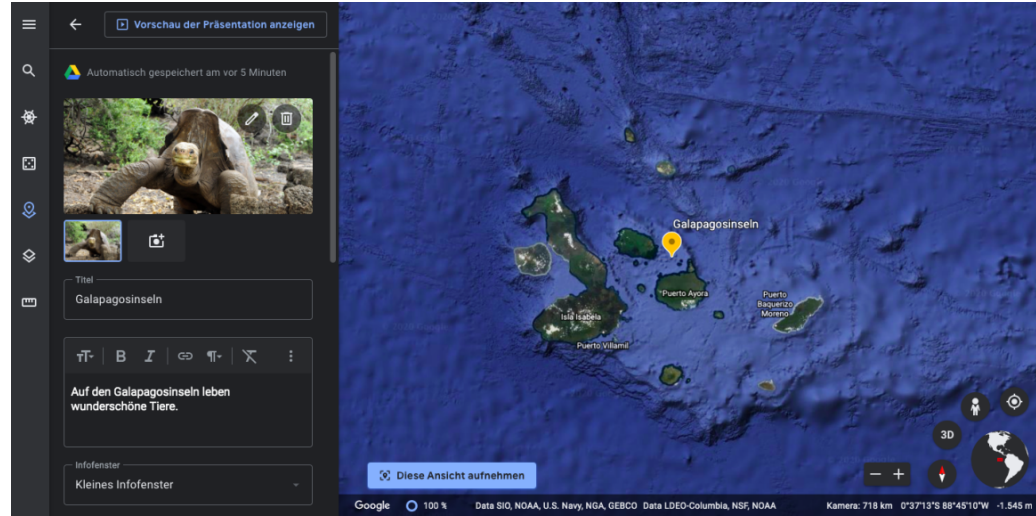 Vorschau der Präsentation anzeigen
Automatisch gespeichert am vor 5 Minuten
Titel
Galapagosinseln
B I
Auf den Galapagosinseln leben
wunderschöne Tiere.
Infofenster
Kleines Infofenster
Galapagosinseln
Puerto Ayora
Puerto
Baquerizo
Moreno
Isla Isabela
Puerto Villamil
3D
Diese Ansicht aufnehmen
Google 100 % Data SIO, NOAA, U.S. Navy, NGA, GEBCO Data LDEO-Columbia, NSF, NOAA Kamera: 718 km 0°37'13"S 88°45'10"W -1.545 m